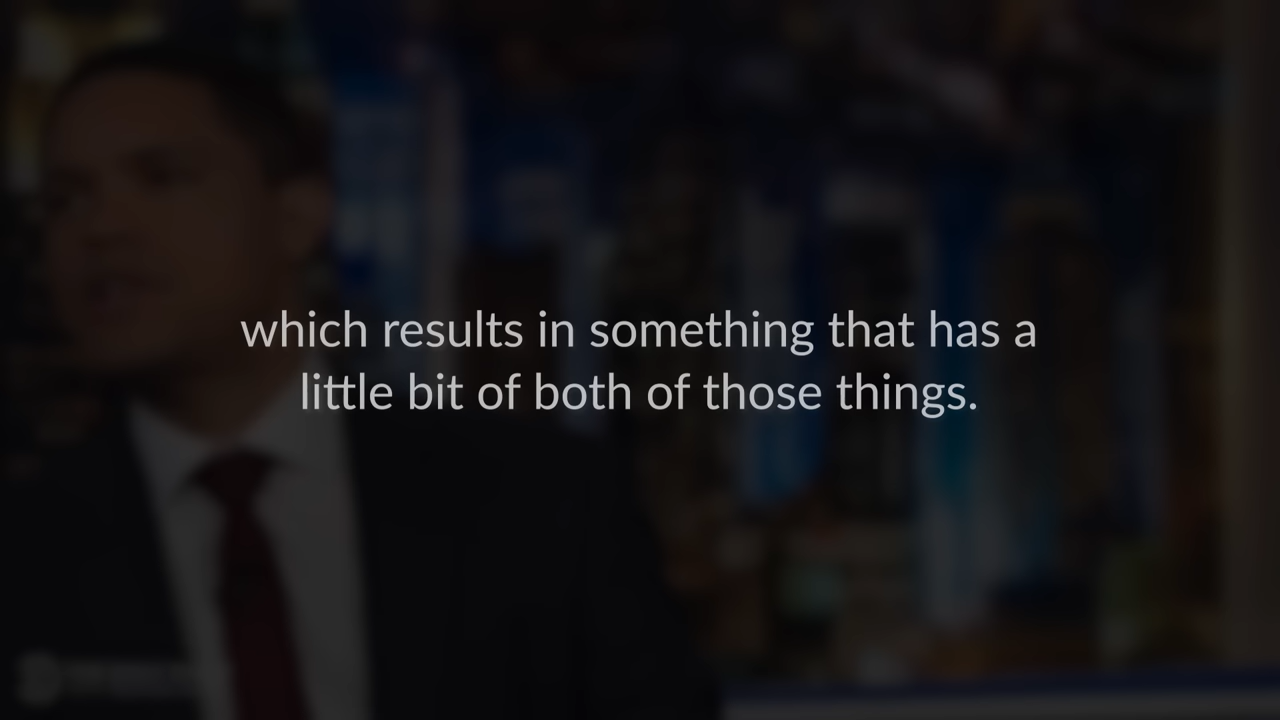 which results in something that has a
little bit of both of those things.